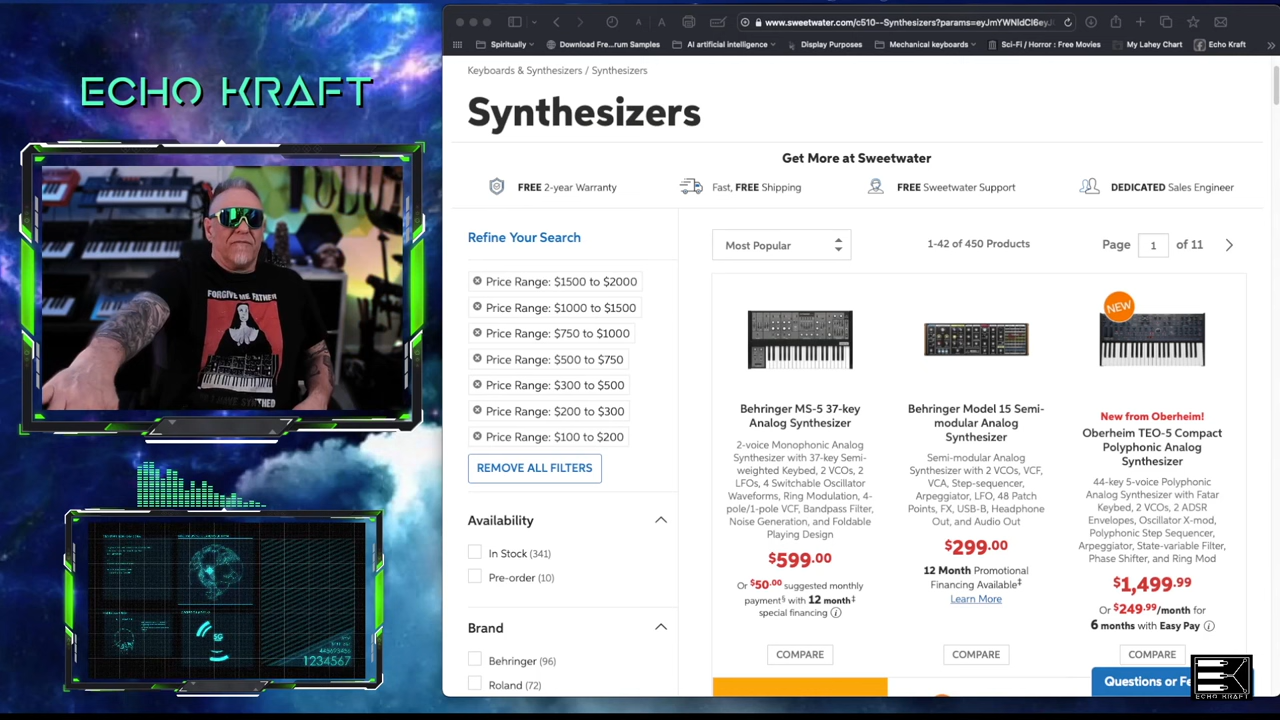 ECHO KRAFT
FORGIVE ME FATHER
5G
1234567
www.sweetwater.com/c510--Synthesizers?params=eyJmYWNldCI6eyJ
Spiritually
Download Fre...rum Samples
AI artificial intelligence
Display Purposes
Mechanical keyboards
Sci-Fi / Horror : Free Movies
My Lahey Chart
Echo Kraft
Keyboards & Synthesizers / Synthesizers
Synthesizers
Get More at Sweetwater
FREE 2-year Warranty
Fast, FREE Shipping
FREE Sweetwater Support
DEDICATED Sales Engineer
Refine Your Search
Price Range: $1500 to $2000
Price Range: $1000 to $1500
Price Range: $750 to $1000
Price Range: $500 to $750
Price Range: $300 to $500
Price Range: $200 to $300
Price Range: $100 to $200
REMOVE ALL FILTERS
Availability
In Stock (341)
Pre-order (10)
Brand
Behringer (96)
Roland (72)
Most Popular
1-42 of 450 Products
Page 1 of 11
Behringer MS-5 37-key
Analog Synthesizer
2-voice Monophonic Analog
Synthesizer with 37-key Semi-
weighted Keybed, 2 VCOs, 2
LFOs, 4 Switchable Oscillator
Waveforms, Ring Modulation, 4-
pole/1-pole VCF, Bandpass Filter,
Noise Generation, and Foldable
Playing Design
$599.00
Or $50.00 suggested monthly
payment§ with 12 month‡
special financing
COMPARE
Behringer Model 15 Semi-
modular Analog
Synthesizer
Semi-modular Analog
Synthesizer with 2 VCOs, VCF,
VCA, Step-sequencer,
Arpeggiator, LFO, 48 Patch
Points, FX, USB-B, Headphone
Out, and Audio Out
$299.00
12 Month Promotional
Financing Available‡
Learn More
COMPARE
NEW
New from Oberheim!
Oberheim TEO-5 Compact
Polyphonic Analog
Synthesizer
44-key 5-voice Polyphonic
Analog Synthesizer with Fatar
Keybed, 2 VCOs, 2 ADSR
Envelopes, Oscillator X-mod,
Polyphonic Step Sequencer,
Arpeggiator, State-variable Filter,
Phase Shifter, and Ring Mod
$1,499.99
Or $249.99/month for
6 months with Easy Pay
COMPARE
Questions or Fe
ECHO KRAFT